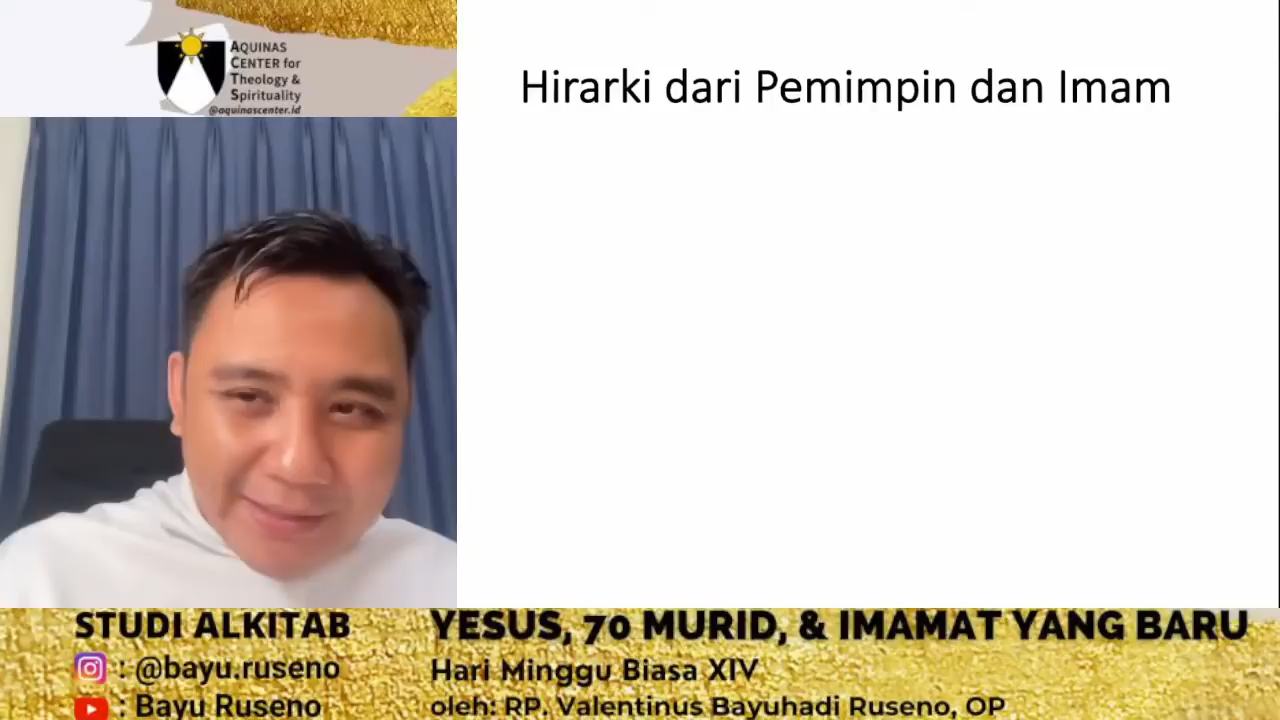 AQUINAS
CENTER for
Theology &
Spirituality
@aquinascenter.id
Hirarki dari Pemimpin dan Imam
STUDI ALKITAB
: @bayu.ruseno
: Bayu Ruseno
YESUS, 70 MURID, & IMAMAT YANG BARU
Hari Minggu Biasa XIV
oleh: RP. Valentinus Bayuhadi Ruseno, OP